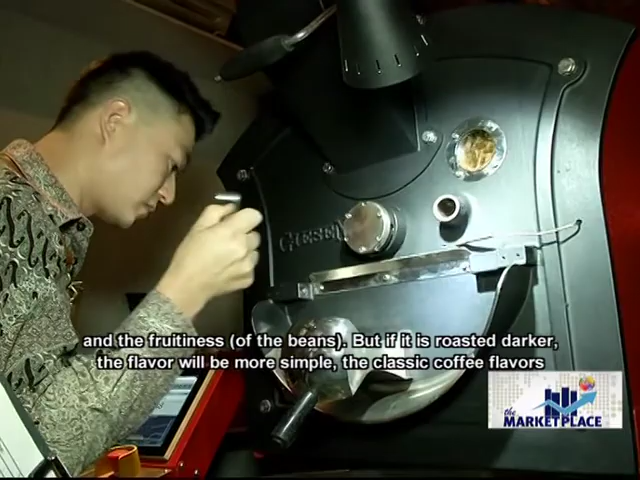 GIESEN
and the fruitiness (of the beans). But if it is roasted darker,
the flavor will be more simple, the classic coffee flavors
the
MARKETPLACE